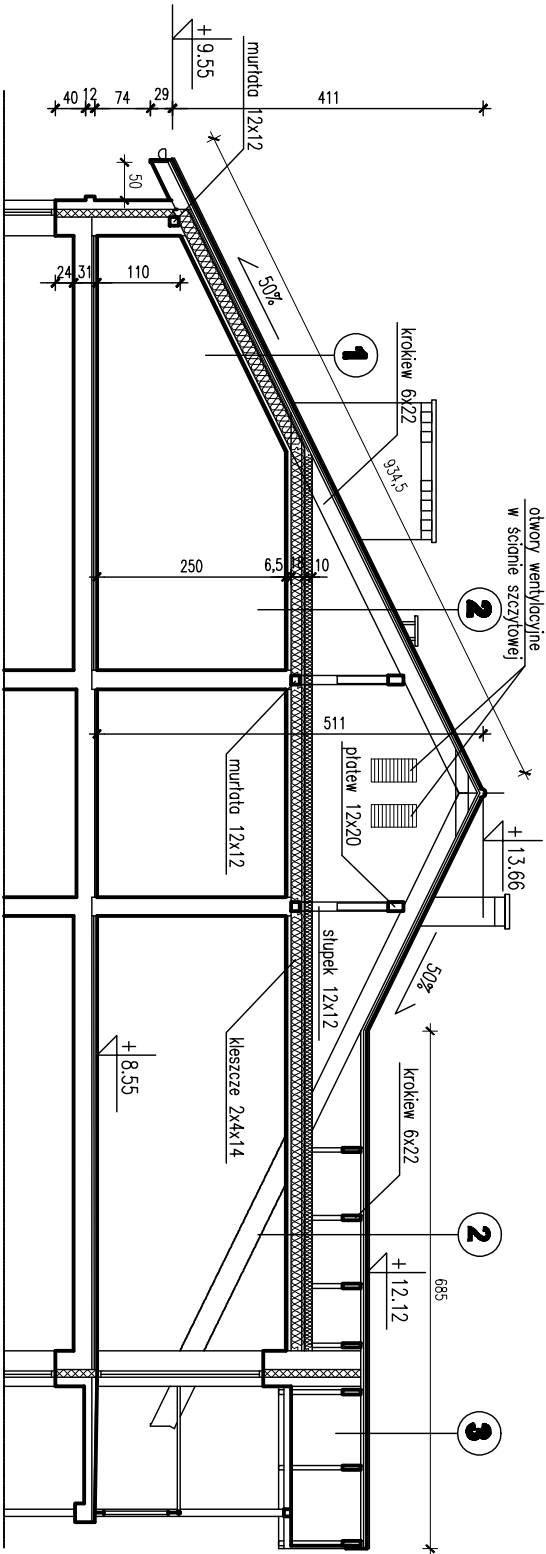 otwory wentylacyjne
w ścianie szczytowej
krokiew 6x22
934,5
50%
murłata 12x12
+ 9.55
411
29
74
12
40
50
110
31
24
1
2
250
6,5
18
10
511
płatew 12x20
murłata 12x12
+ 13.66
50%
słupek 12x12
kleszcze 2x4x14
+ 8.55
krokiew 6x22
685
2
+ 12.12
3